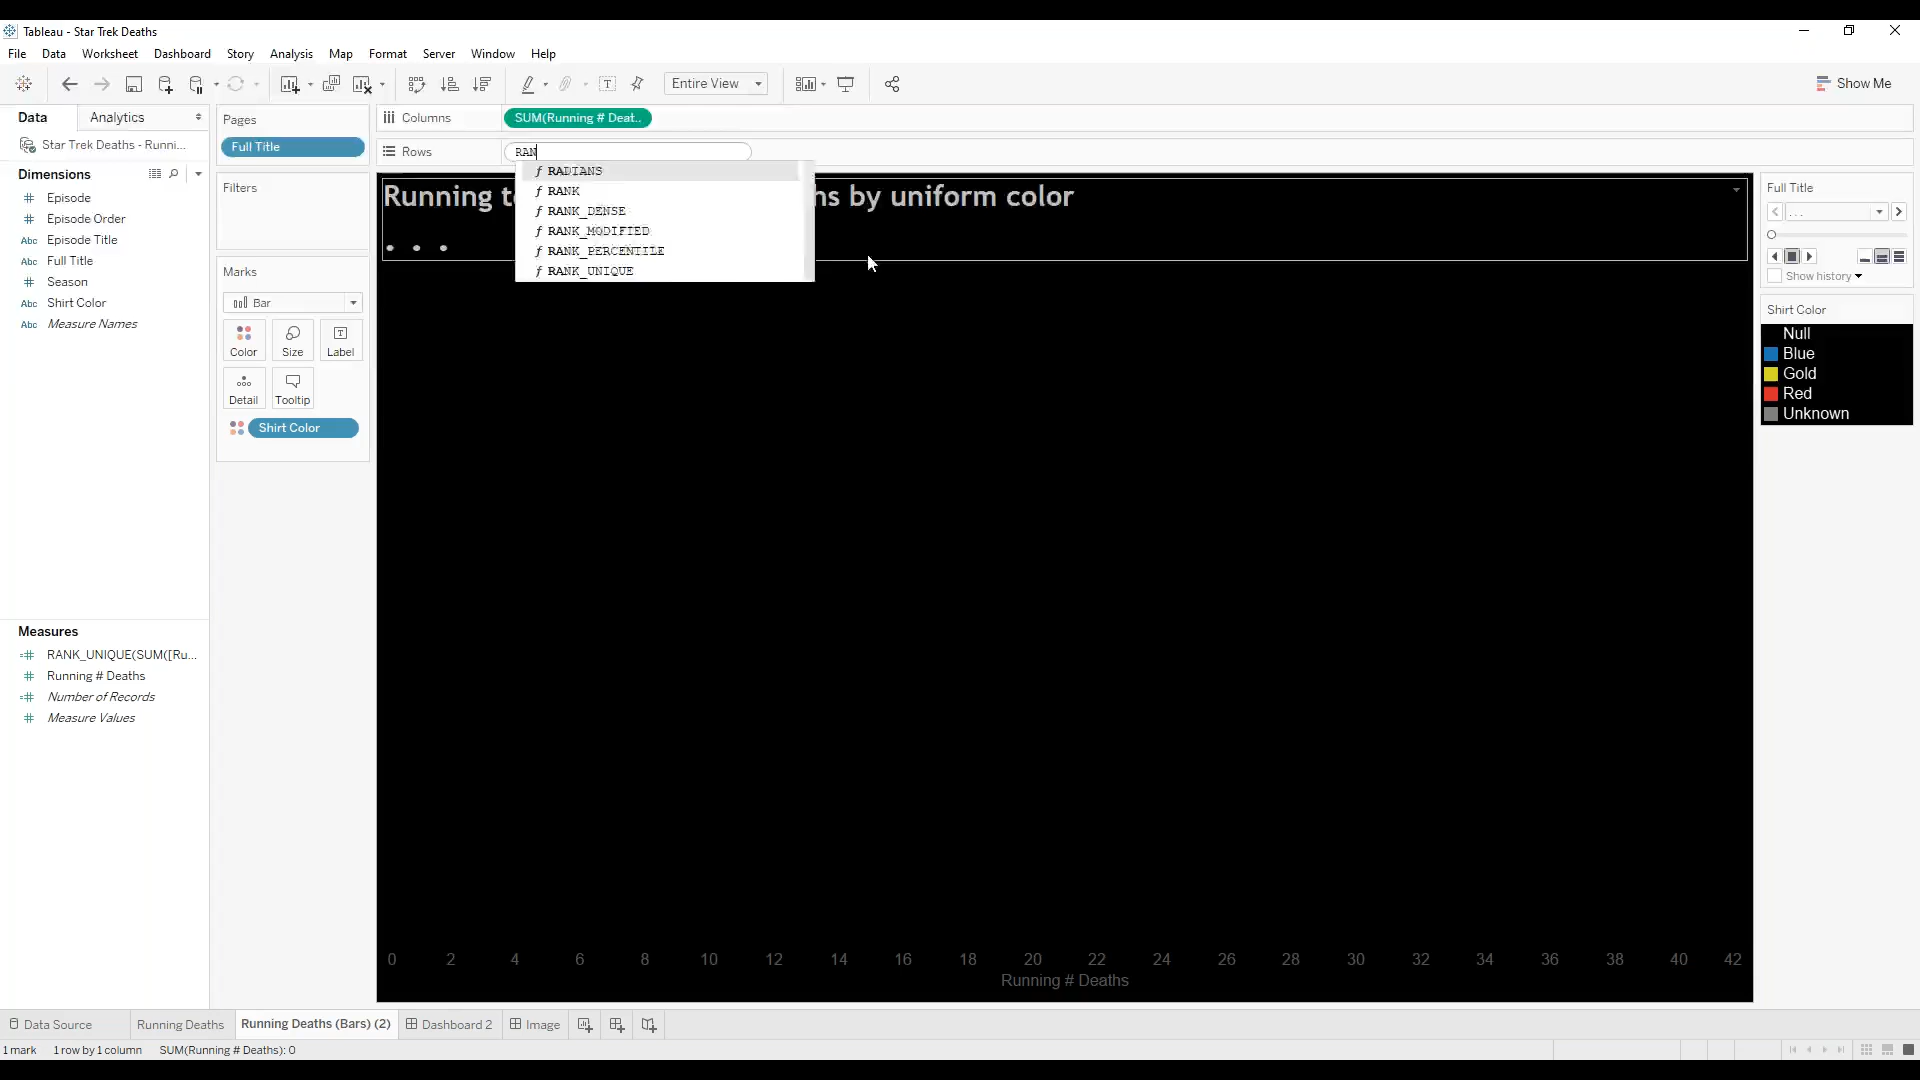 Tableau - Star Trek Deaths
File Data Worksheet Dashboard Story Analysis Map Format Server Window Help
Entire View
Show Me
Data Analytics
Star Trek Deaths - Runni...
Dimensions
Episode
Episode Order
Abc Episode Title
Abc Full Title
Season
Abc Shirt Color
Abc Measure Names
Measures
RANK_UNIQUE(SUM([Ru...
Running # Deaths
Number of Records
Measure Values
Pages
Full Title
Filters
Marks
Bar
Color Size Label
Detail Tooltip
Shirt Color
Columns SUM(Running # Deat..
Rows RAN
f RADIANS
f RANK
f RANK_DENSE
f RANK_MODIFIED
f RANK_PERCENTILE
f RANK_UNIQUE
Running by uniform color
. . .
0 2 4 6 8 10 12 14 16 18 20 22 24 26 28 30 32 34 36 38 40 42
Running # Deaths
Full Title
. . .
Show history
Shirt Color
Null
Blue
Gold
Red
Unknown
Data Source Running Deaths Running Deaths (Bars) (2) Dashboard 2 Image
1 mark 1 row by 1 column SUM(Running # Deaths): 0